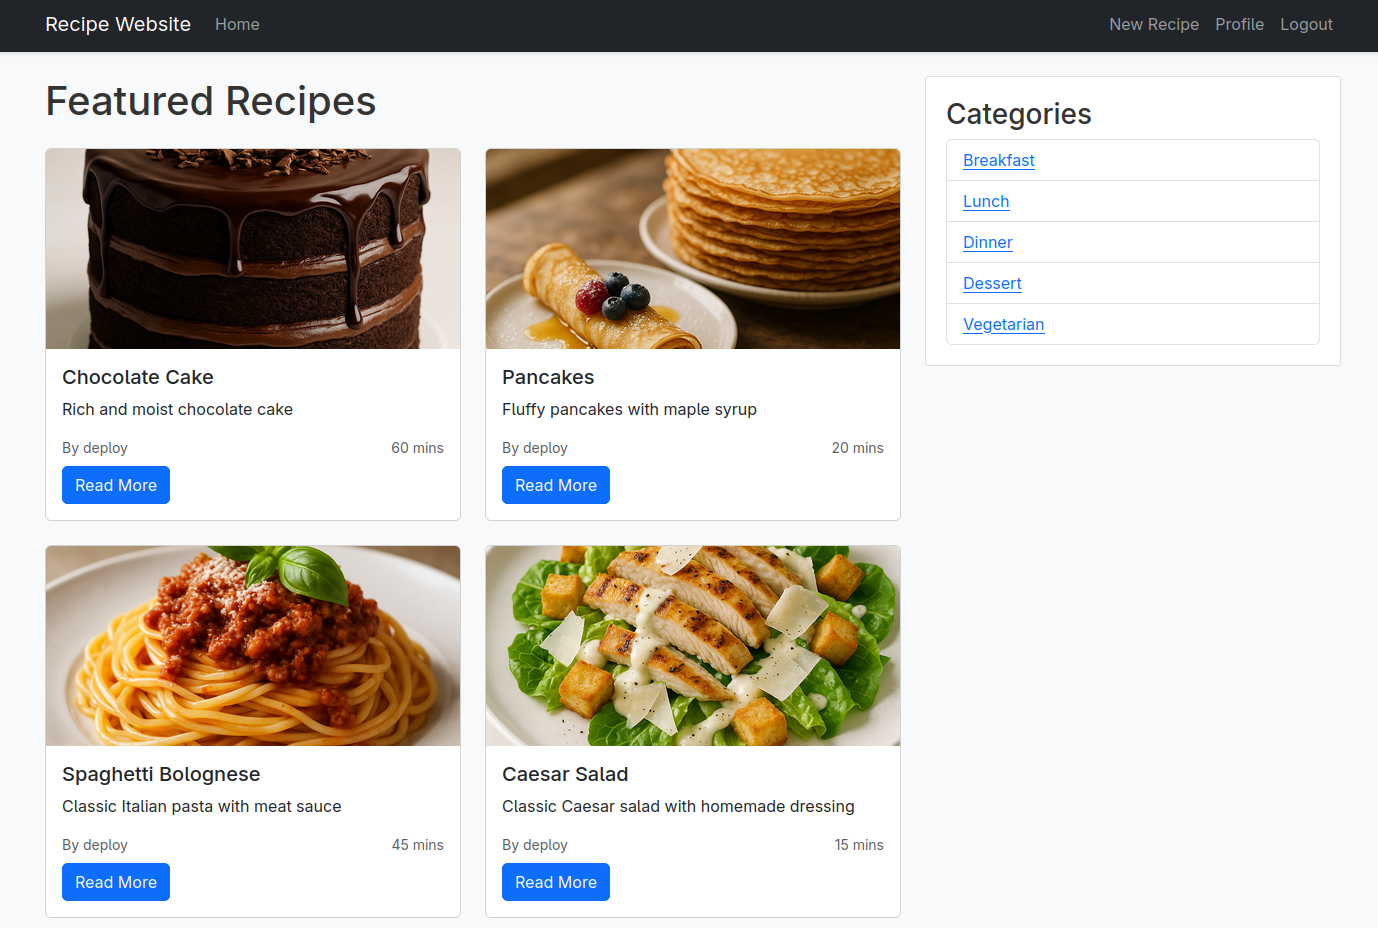 Recipe Website Home New Recipe Profile Logout
Featured Recipes
Chocolate Cake
Rich and moist chocolate cake
By deploy 60 mins
Read More
Pancakes
Fluffy pancakes with maple syrup
By deploy 20 mins
Read More
Spaghetti Bolognese
Classic Italian pasta with meat sauce
By deploy 45 mins
Read More
Caesar Salad
Classic Caesar salad with homemade dressing
By deploy 15 mins
Read More
Categories
Breakfast
Lunch
Dinner
Dessert
Vegetarian